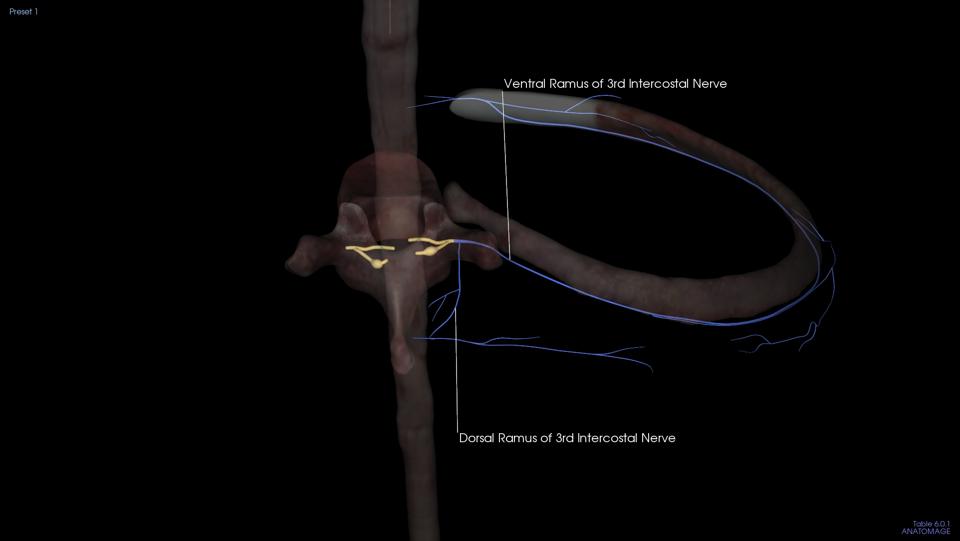 Preset 1
Ventral Ramus of 3rd Intercostal Nerve
Dorsal Ramus of 3rd Intercostal Nerve
Table 6.0.1
ANATOMAGE